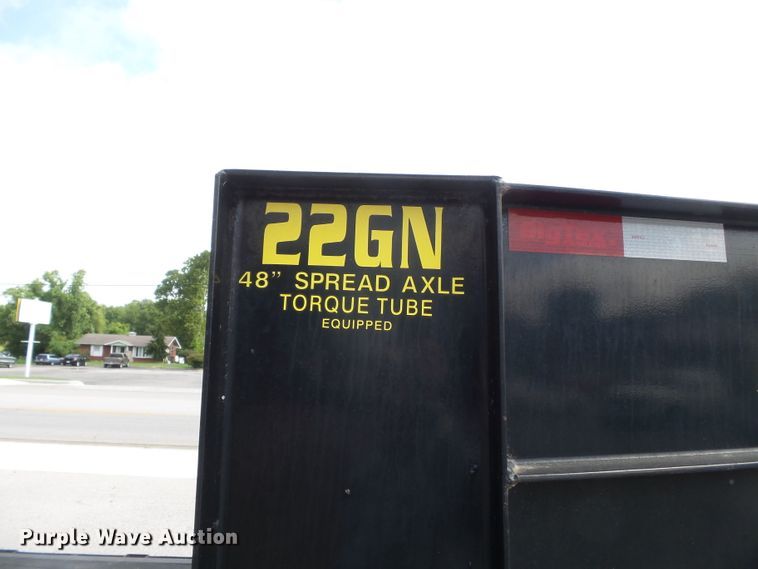 22GN
48" SPREAD AXLE
TORQUE TUBE
EQUIPPED
Purple Wave Auction